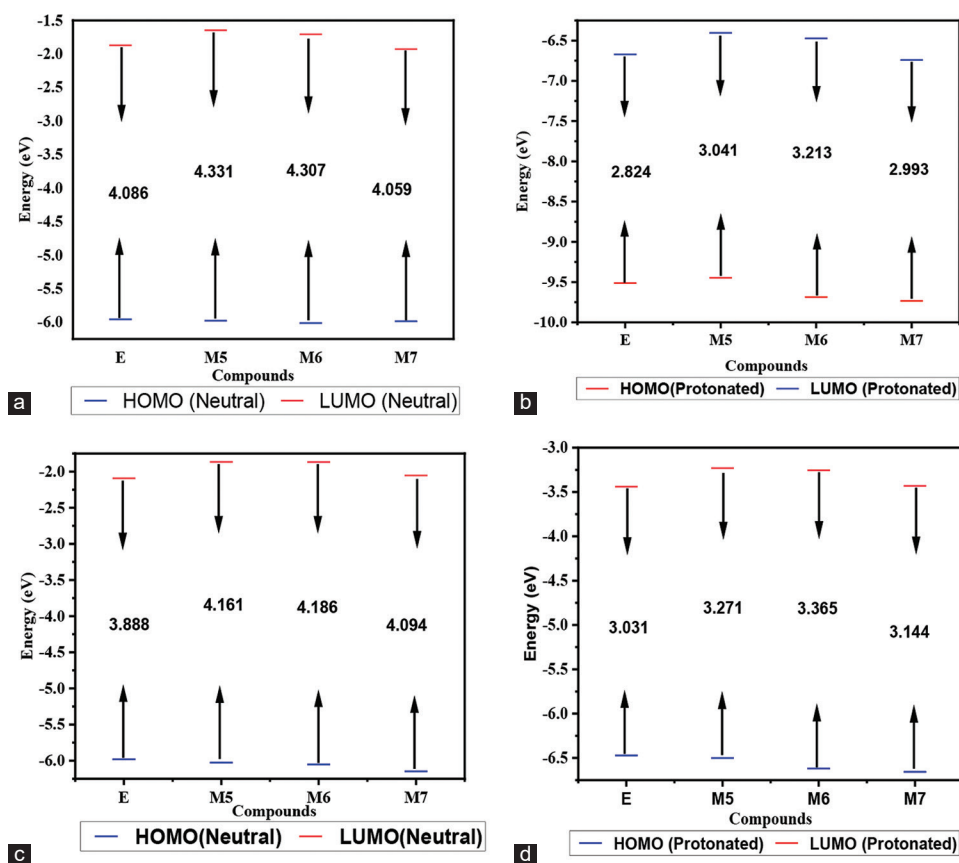 -1.5
-2.0
-2.5
-3.0
-3.5
-4.0
-4.5
-5.0
-5.5
-6.0
Energy (eV)
4.086
4.331
4.307
4.059
E M5 M6 M7
Compounds
HOMO (Neutral) LUMO (Neutral)
a
-6.5
-7.0
-7.5
-8.0
-8.5
-9.0
-9.5
-10.0
Energy (eV)
2.824
3.041
3.213
2.993
E M5 M6 M7
Compounds
HOMO(Protonated) LUMO (Protonated)
b
-2.0
-2.5
-3.0
-3.5
-4.0
-4.5
-5.0
-5.5
-6.0
Energy (eV)
3.888
4.161
4.186
4.094
E M5 M6 M7
Compounds
HOMO(Neutral) LUMO(Neutral)
c
-3.0
-3.5
-4.0
-4.5
-5.0
-5.5
-6.0
-6.5
Energy (eV)
3.031
3.271
3.365
3.144
E M5 M6 M7
Compounds
HOMO (Protonated) LUMO (Protonated)
d